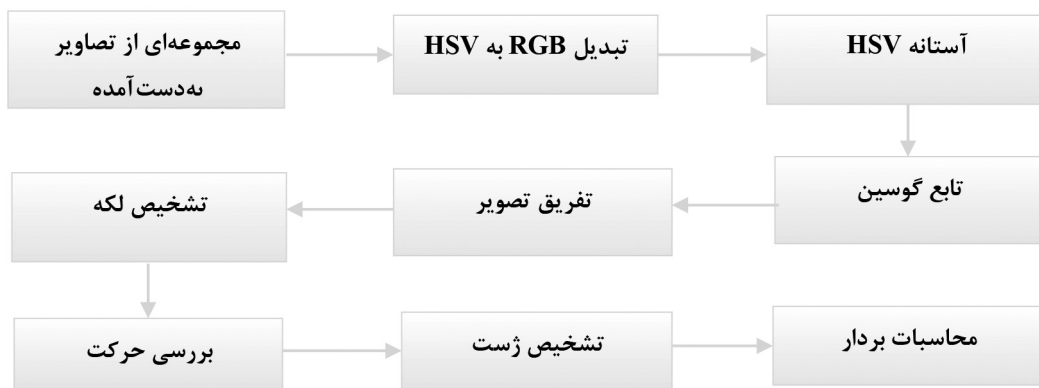 مجموعه‌ای از تصاویر
به‌دست‌آمده
تبدیل RGB به HSV
آستانه HSV
تابع گوسین
تفریق تصویر
تشخیص لکه
بررسی حرکت
تشخیص ژست
محاسبات بردار